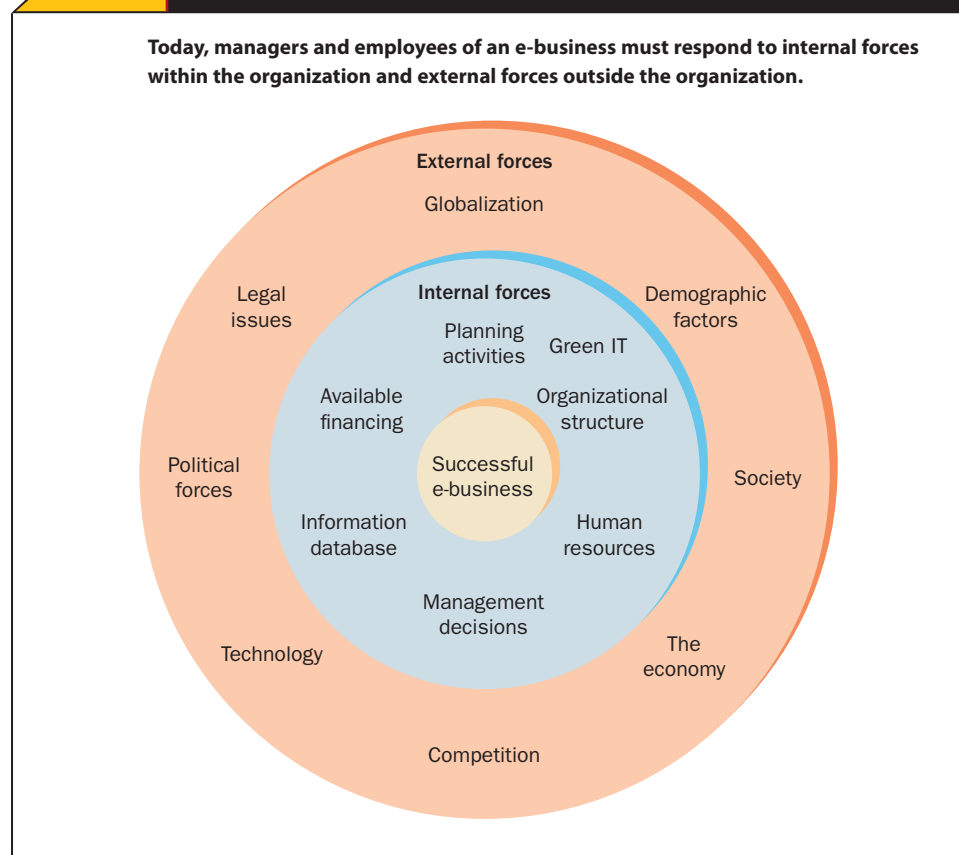 Today, managers and employees of an e-business must respond to internal forces
within the organization and external forces outside the organization.
External forces
Globalization
Legal
issues
Demographic
factors
Internal forces
Planning
activities
Green IT
Available
financing
Organizational
structure
Political
forces
Successful
e-business
Society
Information
database
Human
resources
Management
decisions
Technology
The
economy
Competition